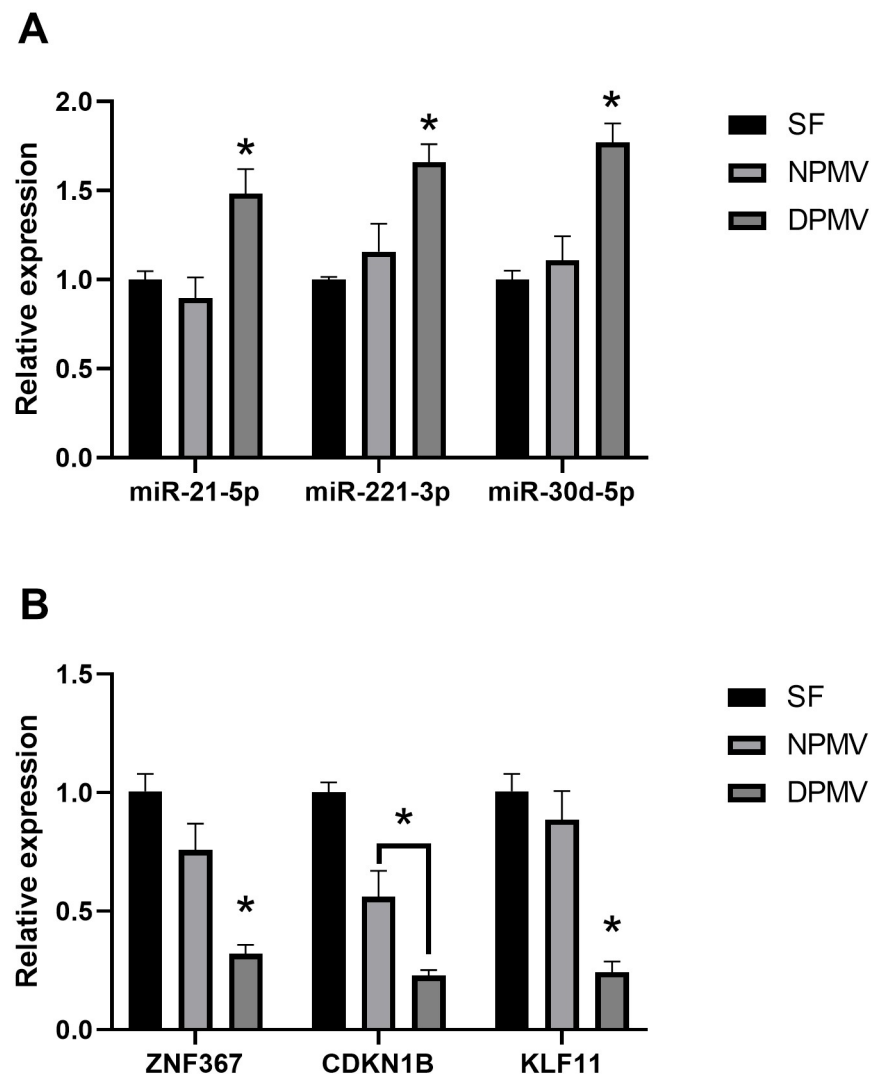 A
Relative expression
2.0
1.5
1.0
0.5
0.0
*
*
*
miR-21-5p
miR-221-3p
miR-30d-5p
SF
NPMV
DPMV
B
Relative expression
1.5
1.0
0.5
0.0
*
*
*
ZNF367
CDKN1B
KLF11
SF
NPMV
DPMV